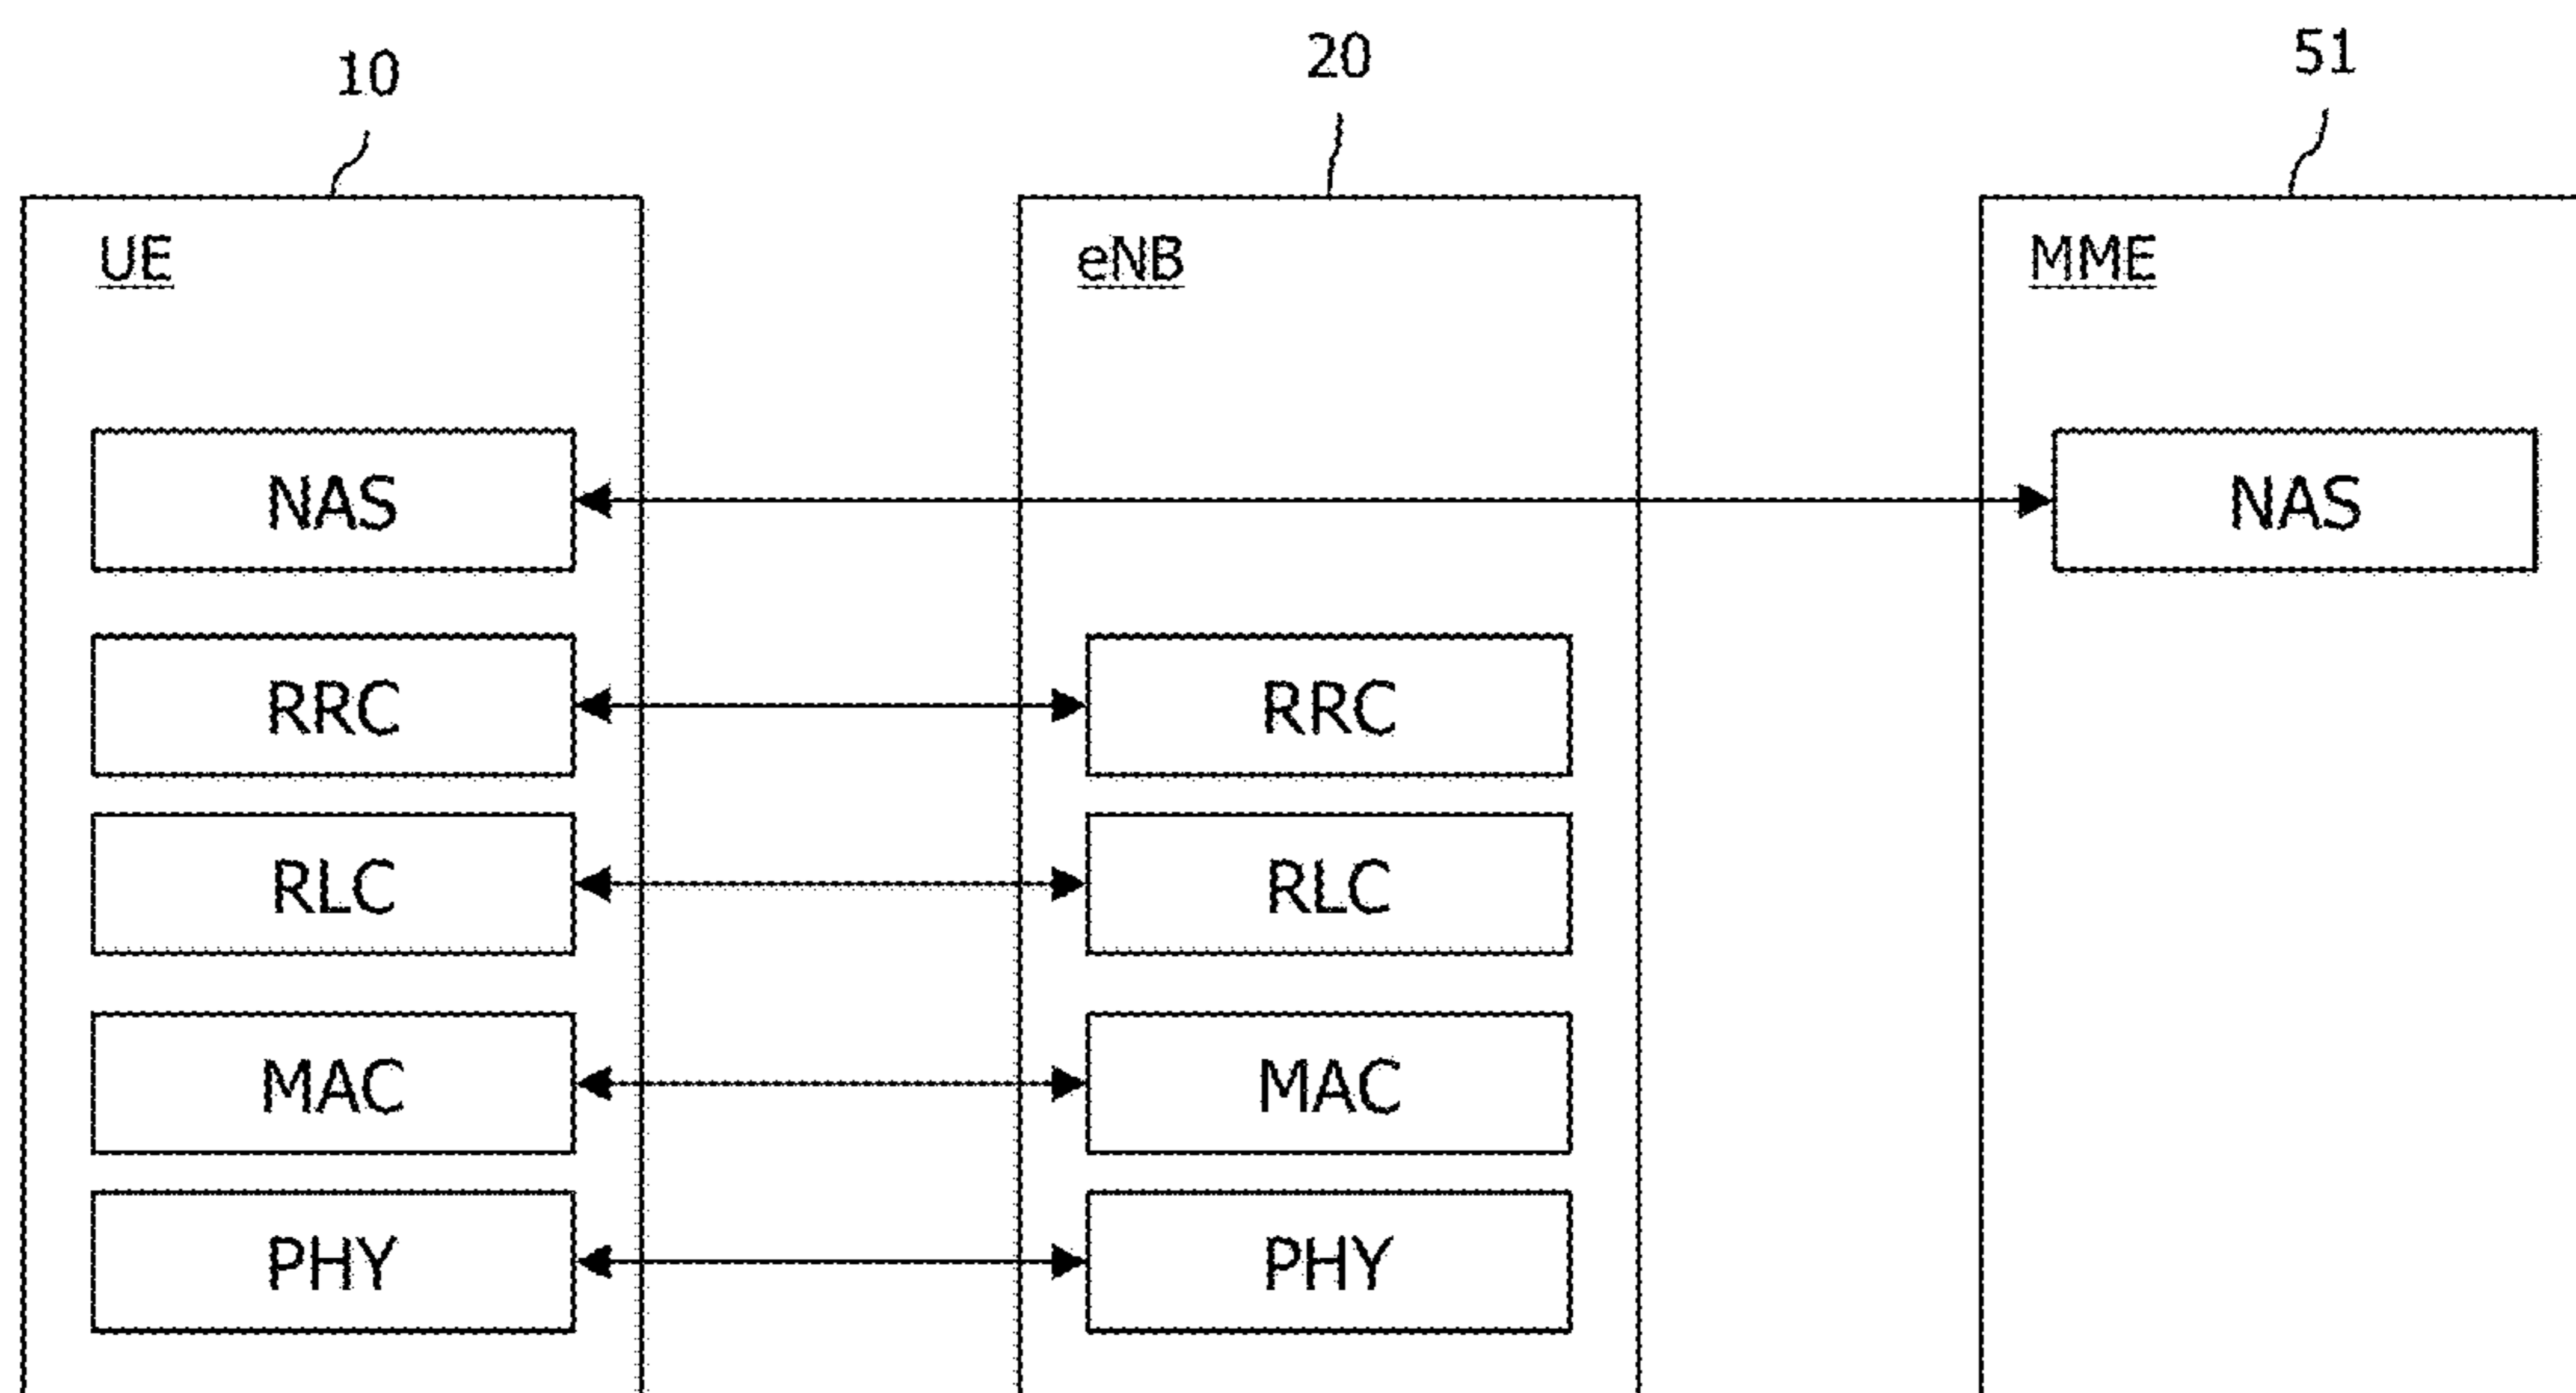 10 20 51
UE eNB MME
NAS NAS
RRC RRC
RLC RLC
MAC MAC
PHY PHY